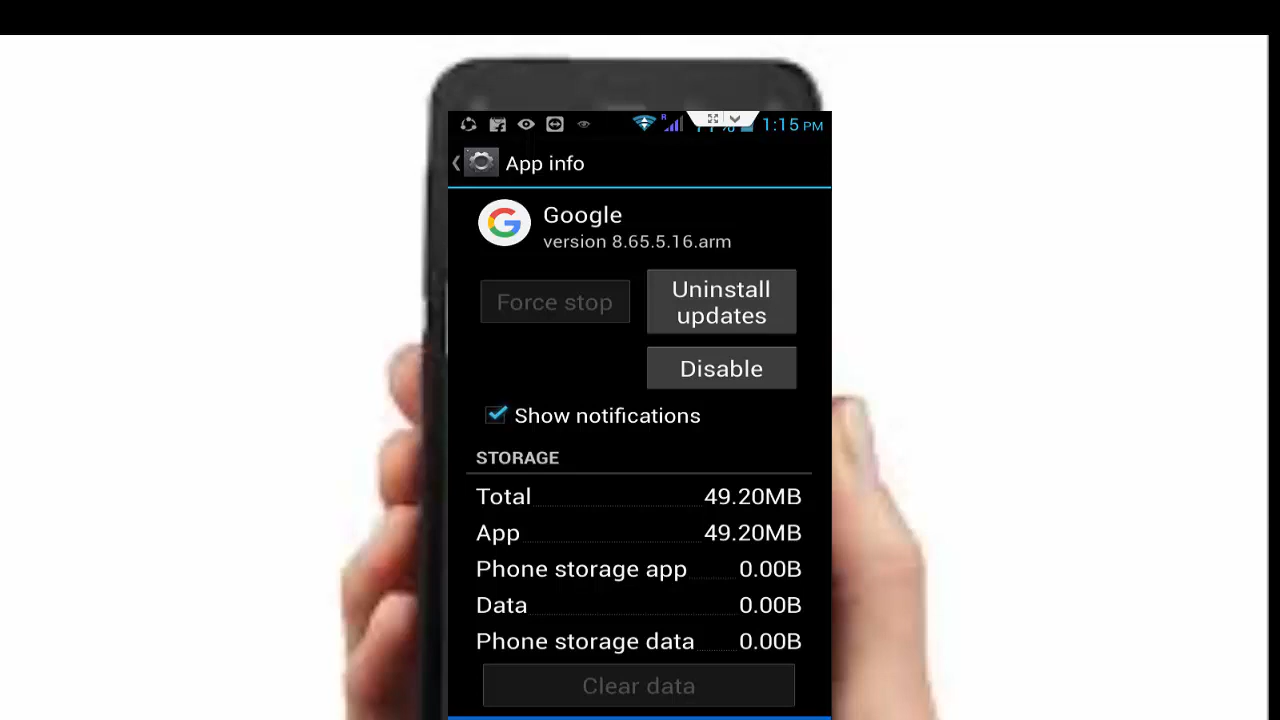 1:15 PM
App info
Google
version 8.65.5.16.arm
Force stop
Uninstall
updates
Disable
Show notifications
STORAGE
Total 49.20MB
App 49.20MB
Phone storage app 0.00B
Data 0.00B
Phone storage data 0.00B
Clear data